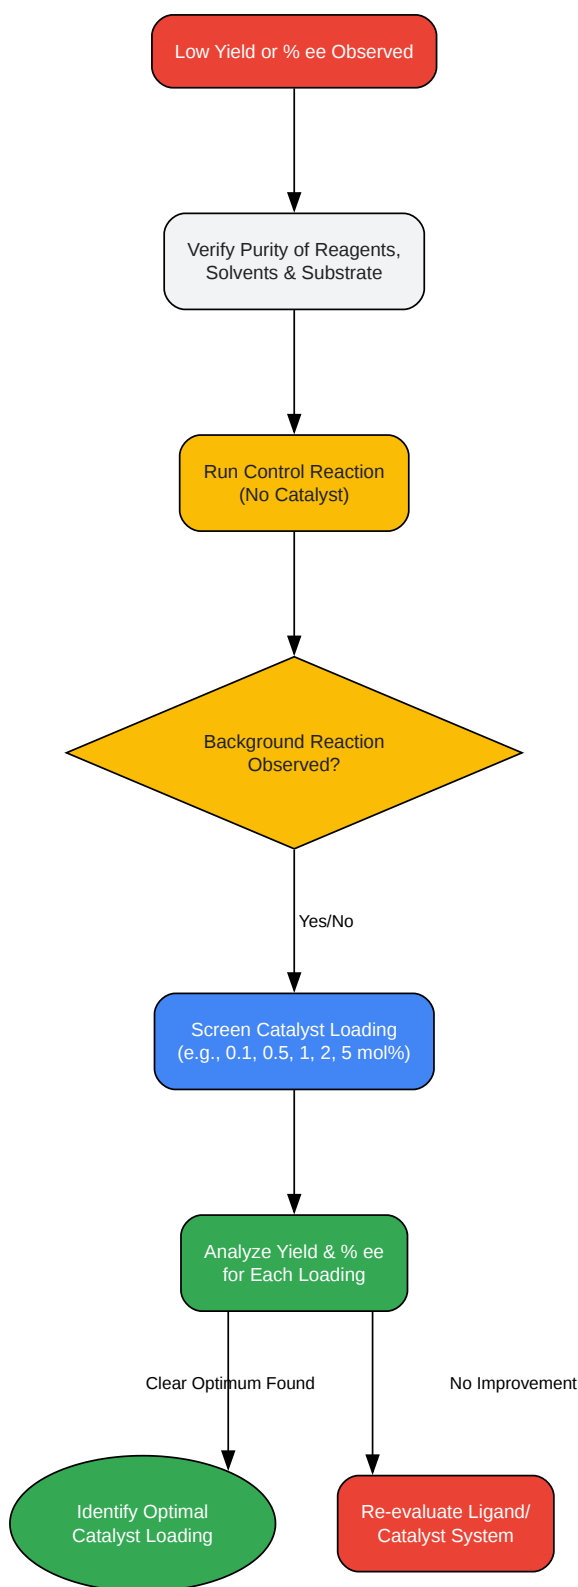 Low Yield or % ee Observed
Verify Purity of Reagents,
Solvents & Substrate
Run Control Reaction
(No Catalyst)
Background Reaction
Observed?
Yes/No
Screen Catalyst Loading
(e.g., 0.1, 0.5, 1, 2, 5 mol%)
Analyze Yield & % ee
for Each Loading
Clear Optimum Found
No Improvement
Identify Optimal
Catalyst Loading
Re-evaluate Ligand/
Catalyst System